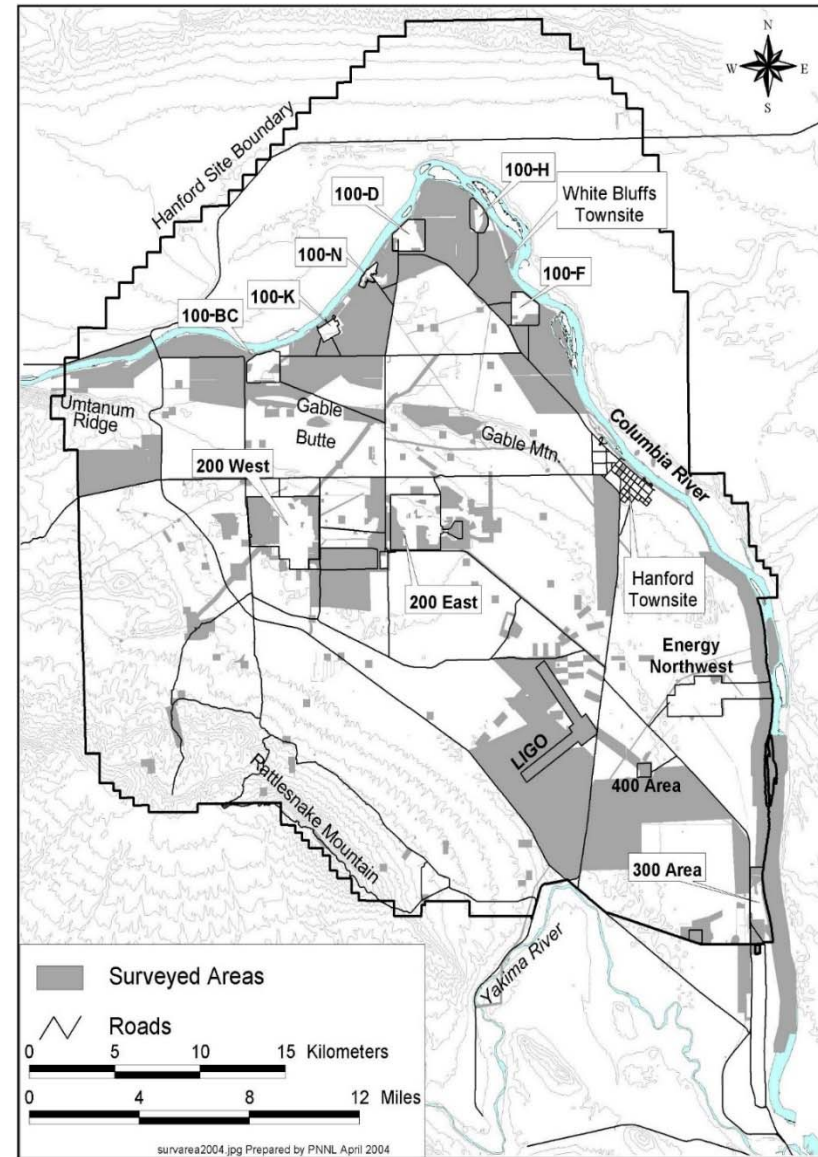 N
W E
S
Hanford Site Boundary
100-H
White Bluffs
Townsite
100-D
100-N
100-F
100-K
100-BC
Umtanum
Ridge
Gable
Butte
Gable Mtn.
Columbia River
200 West
200 East
Hanford
Townsite
Energy
Northwest
LIGO
400 Area
Rattlesnake Mountain
300 Area
Yakima River
Surveyed Areas
Roads
0 5 10 15 Kilometers
0 4 8 12 Miles
survarea2004.jpg Prepared by PNNL April 2004